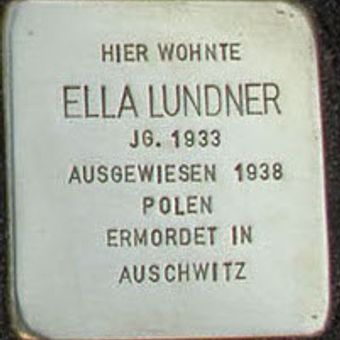 HIER WOHNTE
ELLA LUNDNER
JG. 1933
AUSGEWIESEN 1938
POLEN
ERMORDET IN
AUSCHWITZ